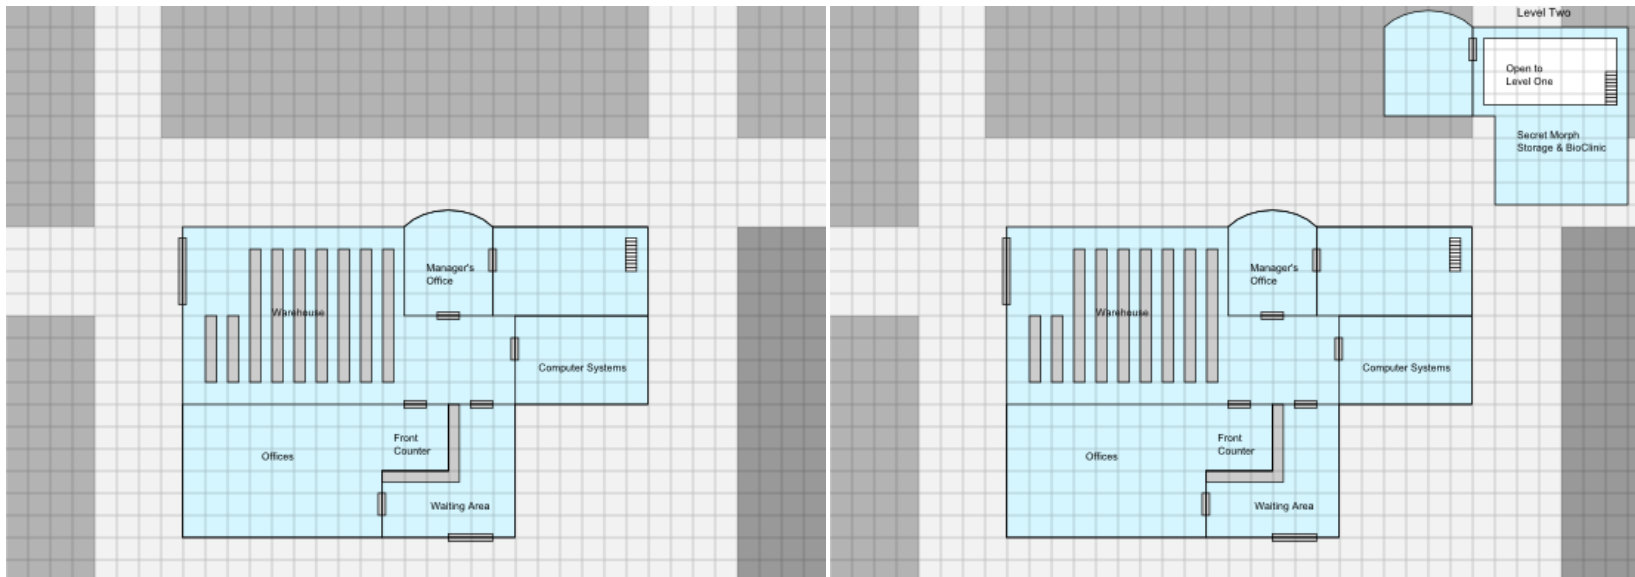 Manager's
Office
Warehouse
Computer Systems
Front
Counter
Offices
Waiting Area
Level Two
Open to
Level One
Secret Morph
Storage & BioClinic
Manager's
Office
Warehouse
Computer Systems
Front
Counter
Offices
Waiting Area